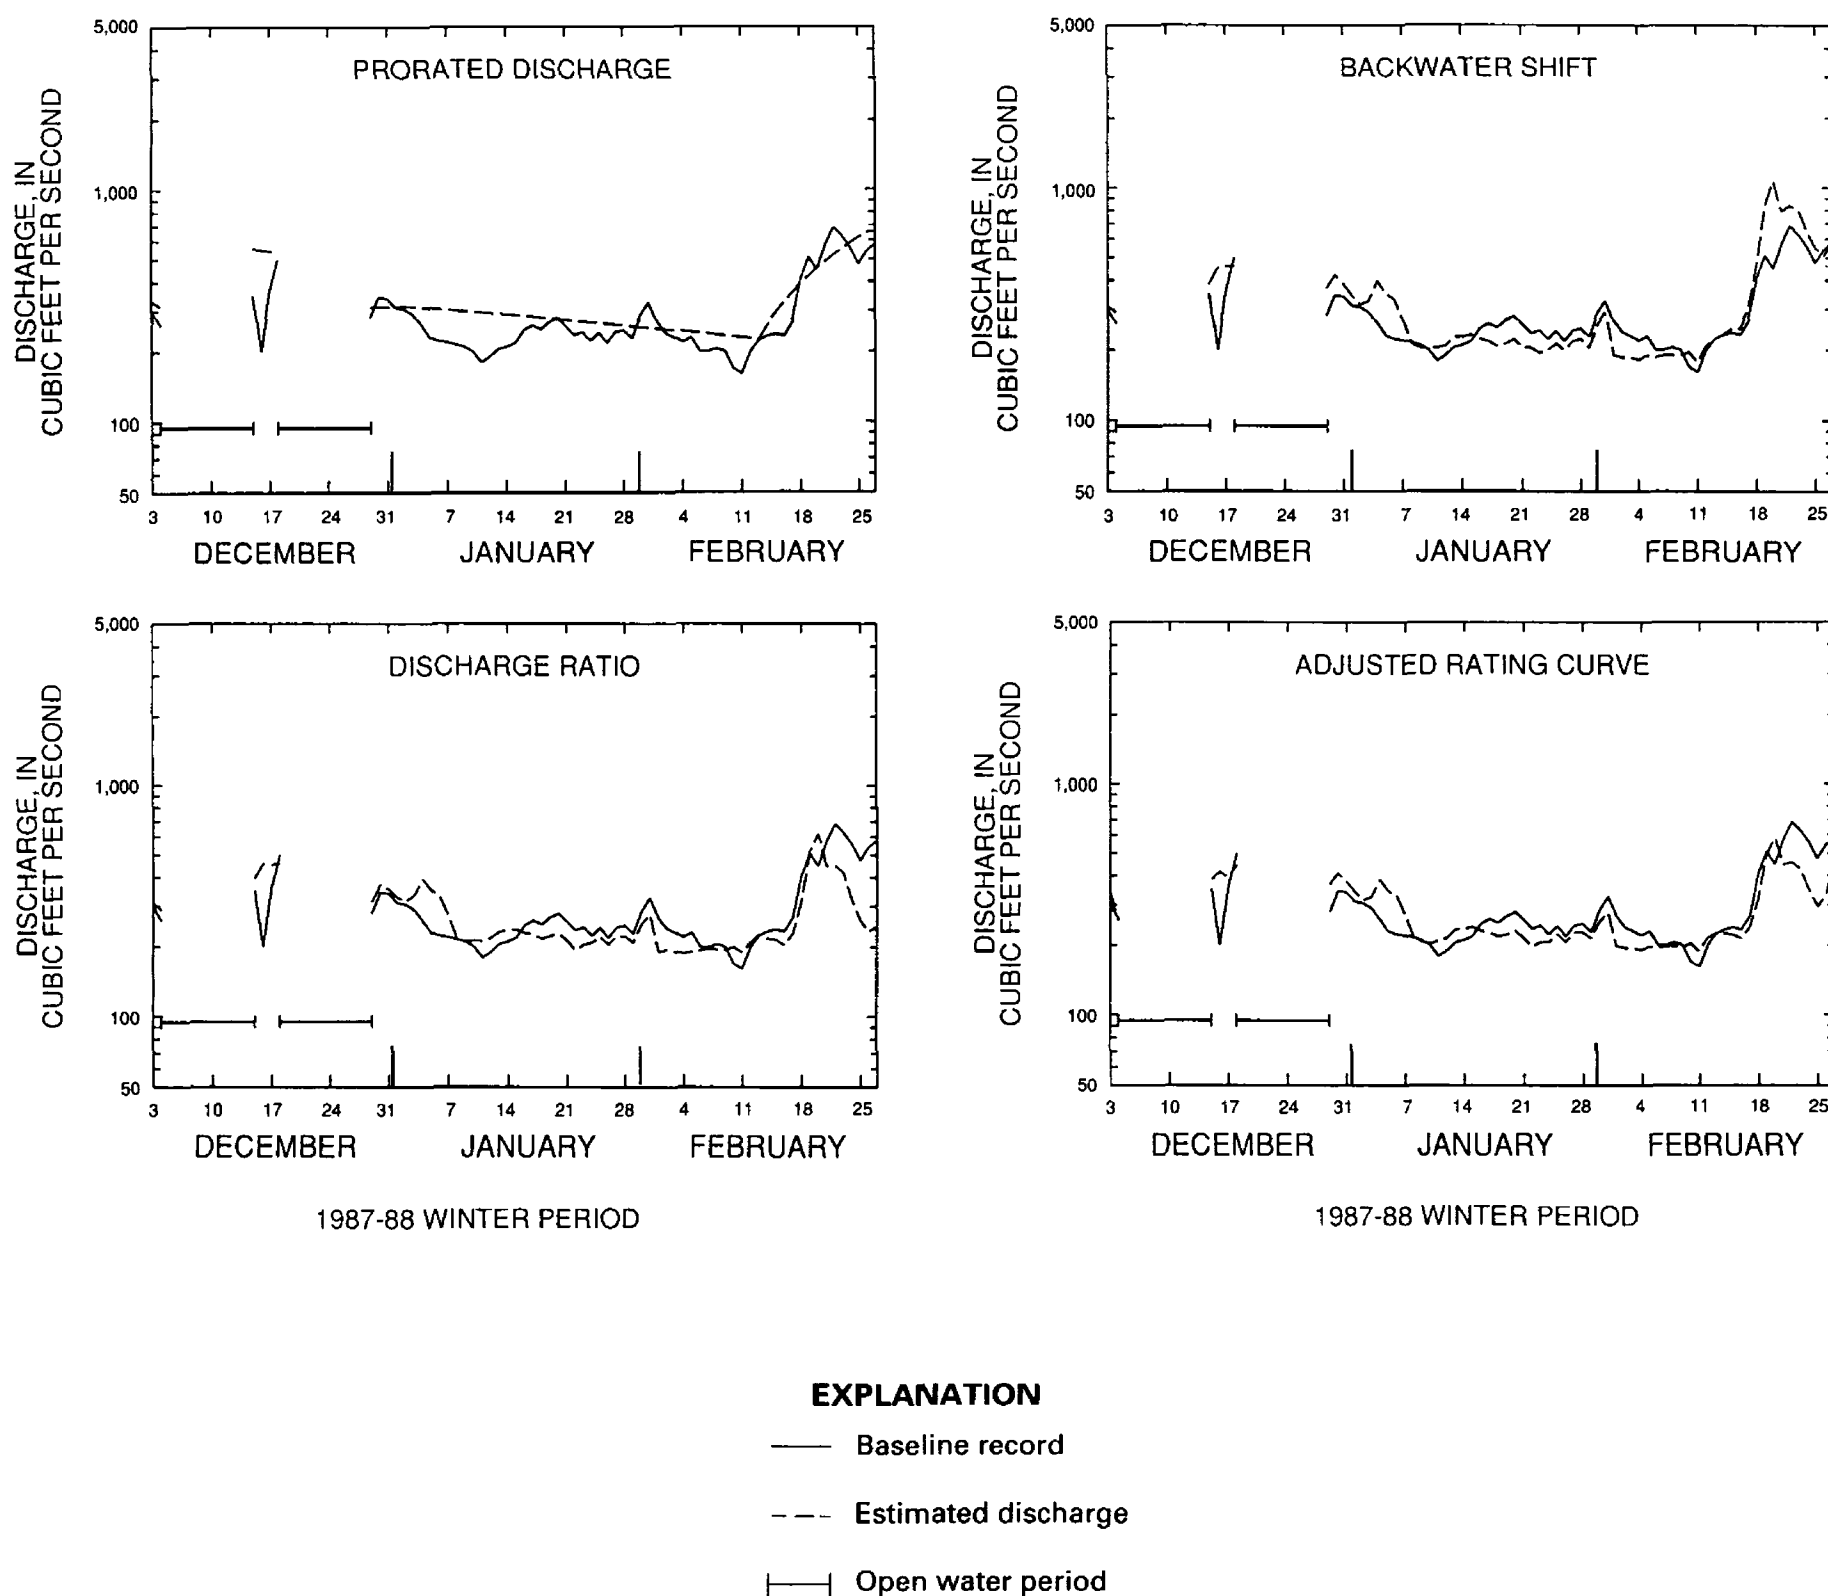 PRORATED DISCHARGE
DISCHARGE, IN
CUBIC FEET PER SECOND
5,000
1,000
100
50
3 10 17 24 31 7 14 21 28 4 11 18 25
DECEMBER JANUARY FEBRUARY
BACKWATER SHIFT
DISCHARGE, IN
CUBIC FEET PER SECOND
5,000
1,000
100
50
3 10 17 24 31 7 14 21 28 4 11 18 25
DECEMBER JANUARY FEBRUARY
DISCHARGE RATIO
DISCHARGE, IN
CUBIC FEET PER SECOND
5,000
1,000
100
50
3 10 17 24 31 7 14 21 28 4 11 18 25
DECEMBER JANUARY FEBRUARY
1987-88 WINTER PERIOD
ADJUSTED RATING CURVE
DISCHARGE, IN
CUBIC FEET PER SECOND
5,000
1,000
100
50
3 10 17 24 31 7 14 21 28 4 11 18 25
DECEMBER JANUARY FEBRUARY
1987-88 WINTER PERIOD
EXPLANATION
Baseline record
Estimated discharge
Open water period